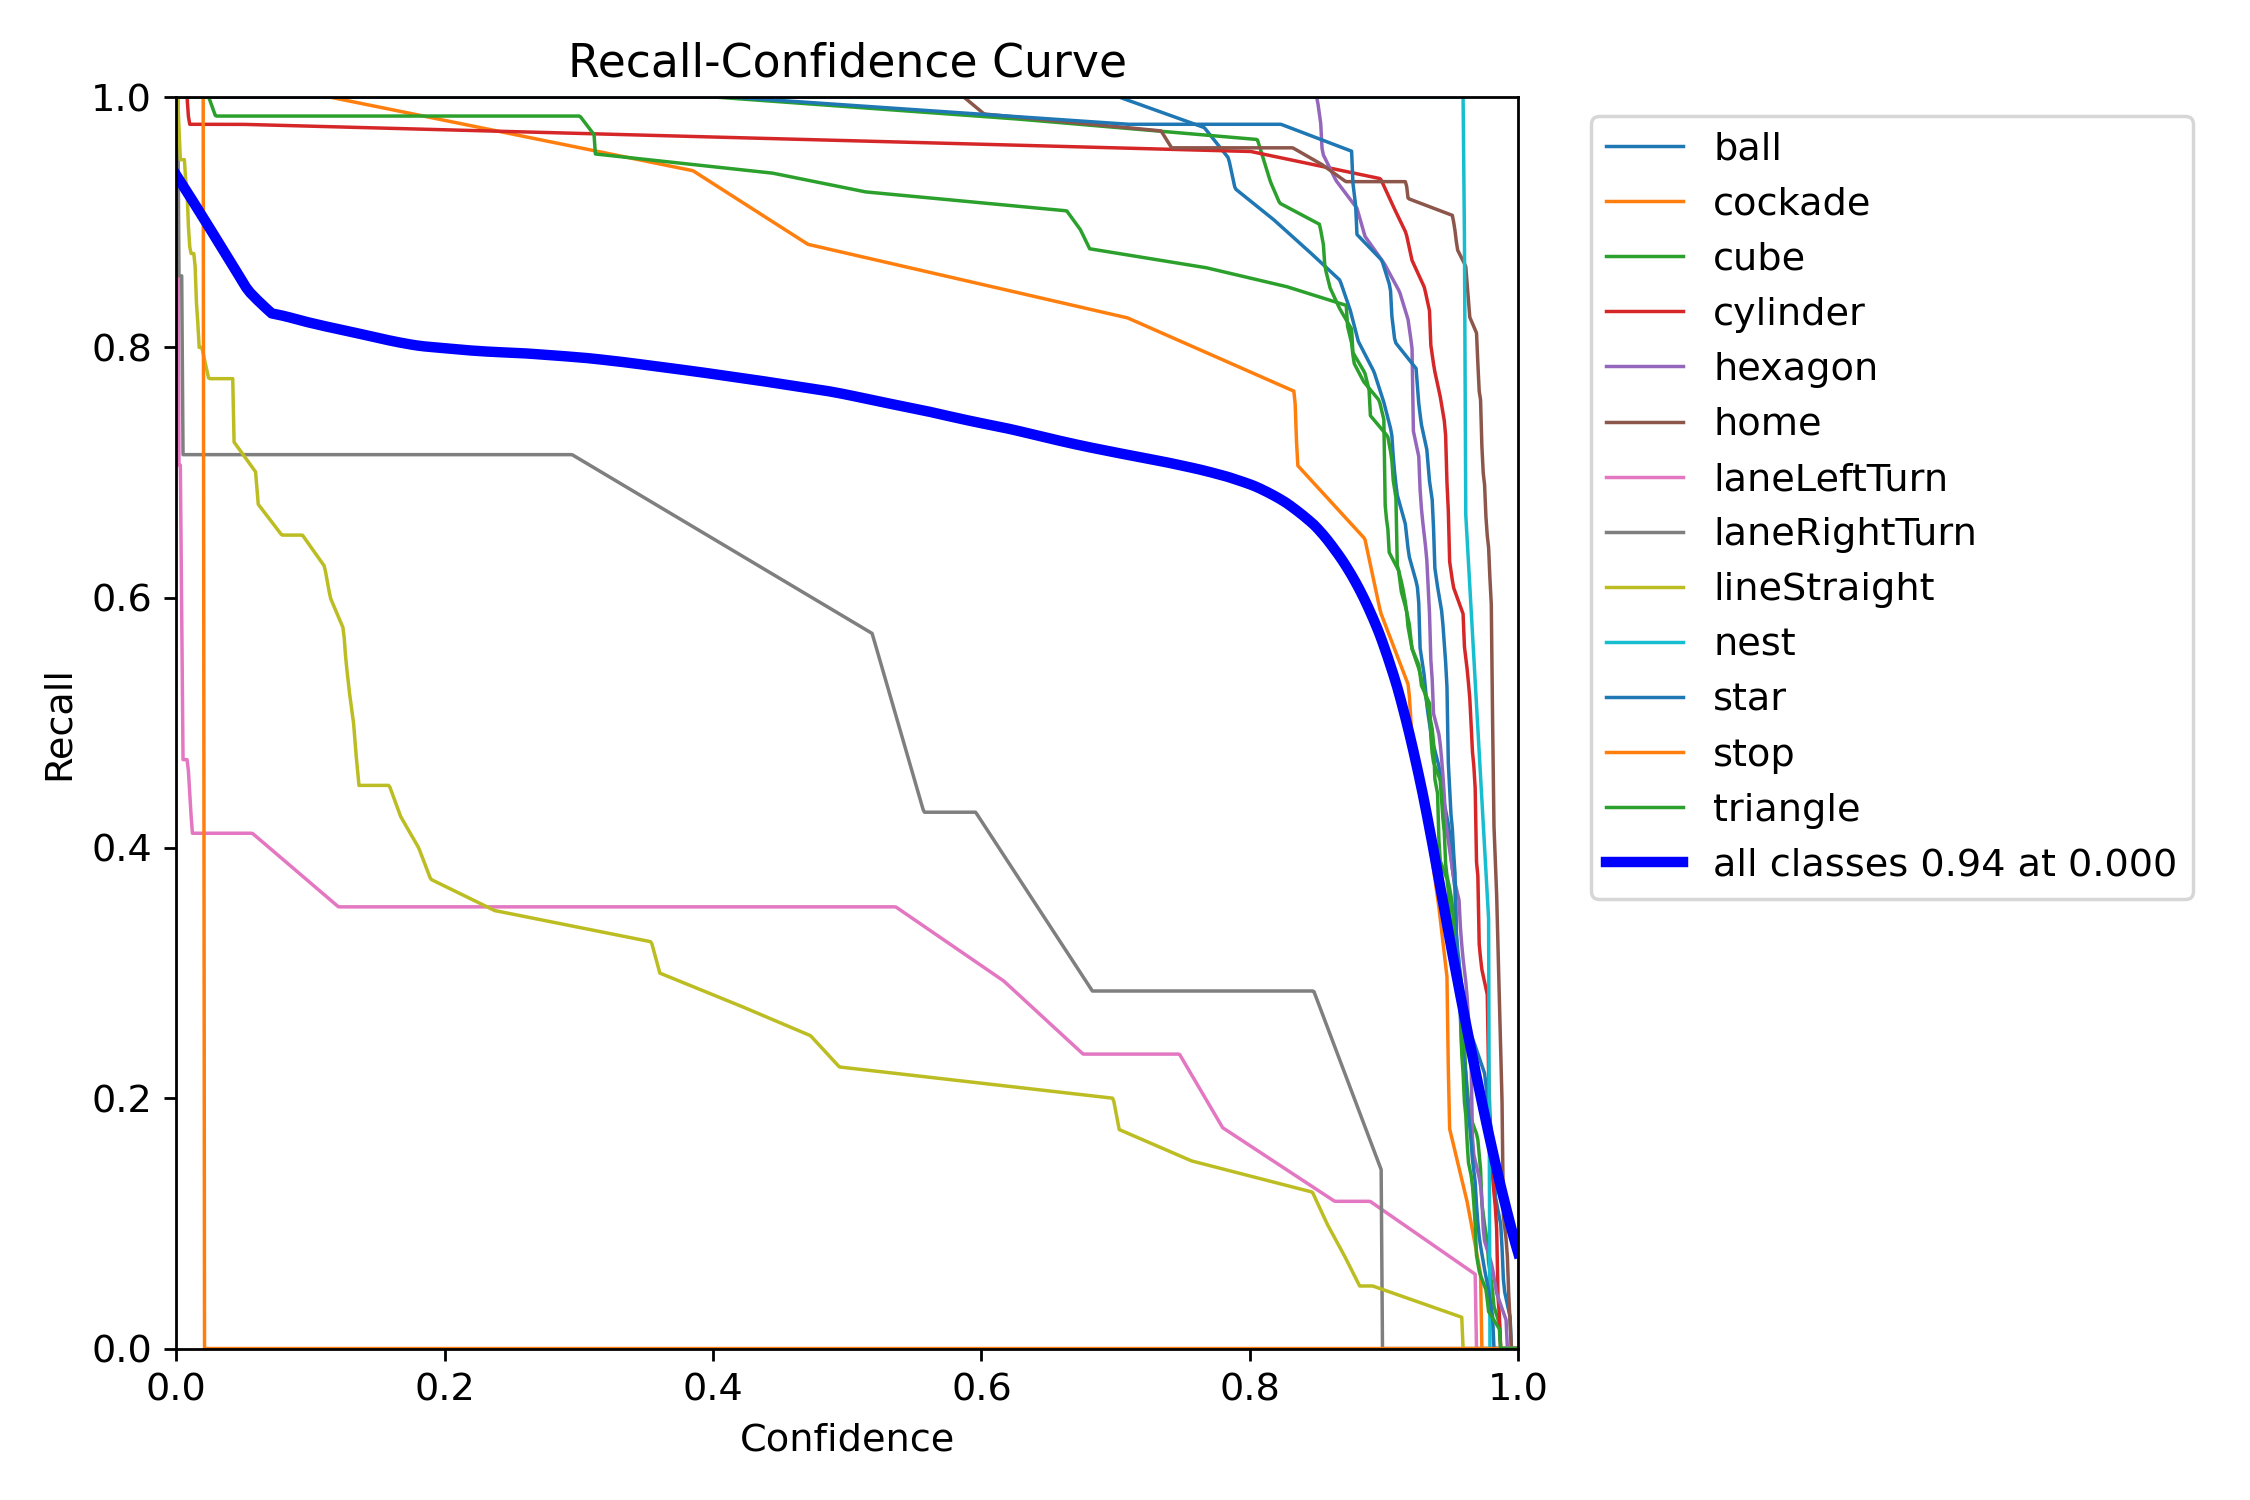 Recall-Confidence Curve
1.0
0.8
0.6
0.4
0.2
0.0
Recall
0.0 0.2 0.4 0.6 0.8 1.0
Confidence
ball
cockade
cube
cylinder
hexagon
home
laneLeftTurn
laneRightTurn
lineStraight
nest
star
stop
triangle
all classes 0.94 at 0.000